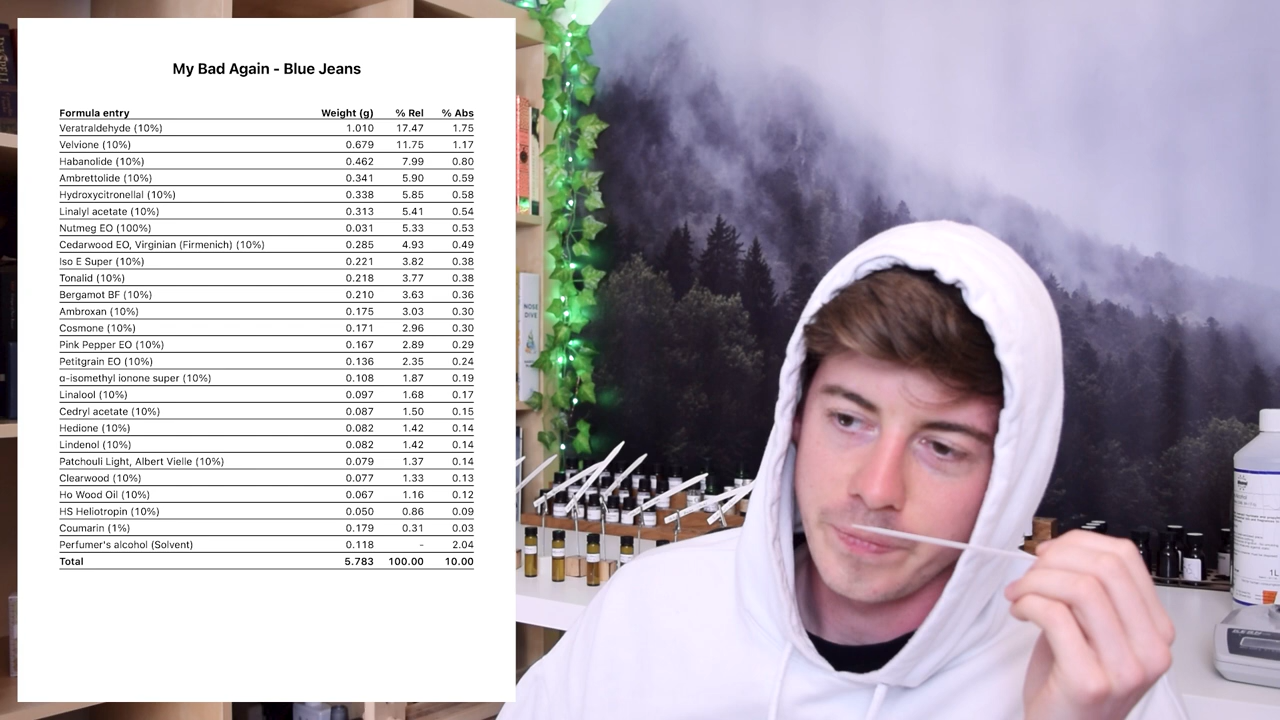 My Bad Again - Blue Jeans
Formula entry Weight (g) % Rel % Abs
Veratraldehyde (10%) 1.010 17.47 1.75
Velvione (10%) 0.679 11.75 1.17
Habanolide (10%) 0.462 7.99 0.80
Ambrettolide (10%) 0.341 5.90 0.59
Hydroxycitronellal (10%) 0.338 5.85 0.58
Linalyl acetate (10%) 0.313 5.41 0.54
Nutmeg EO (100%) 0.031 5.33 0.53
Cedarwood EO, Virginian (Firmenich) (10%) 0.285 4.93 0.49
Iso E Super (10%) 0.221 3.82 0.38
Tonalid (10%) 0.218 3.77 0.38
Bergamot BF (10%) 0.210 3.63 0.36
Ambroxan (10%) 0.175 3.03 0.30
Cosmone (10%) 0.171 2.96 0.30
Pink Pepper EO (10%) 0.167 2.89 0.29
Petitgrain EO (10%) 0.136 2.35 0.24
α-isomethyl ionone super (10%) 0.108 1.87 0.19
Linalool (10%) 0.097 1.68 0.17
Cedryl acetate (10%) 0.087 1.50 0.15
Hedione (10%) 0.082 1.42 0.14
Lindenol (10%) 0.082 1.42 0.14
Patchouli Light, Albert Vielle (10%) 0.079 1.37 0.14
Clearwood (10%) 0.077 1.33 0.13
Ho Wood Oil (10%) 0.067 1.16 0.12
HS Heliotropin (10%) 0.050 0.86 0.09
Coumarin (1%) 0.179 0.31 0.03
Perfumer's alcohol (Solvent) 0.118 - 2.04
Total 5.783 100.00 10.00
NOSE
DIVE
1L